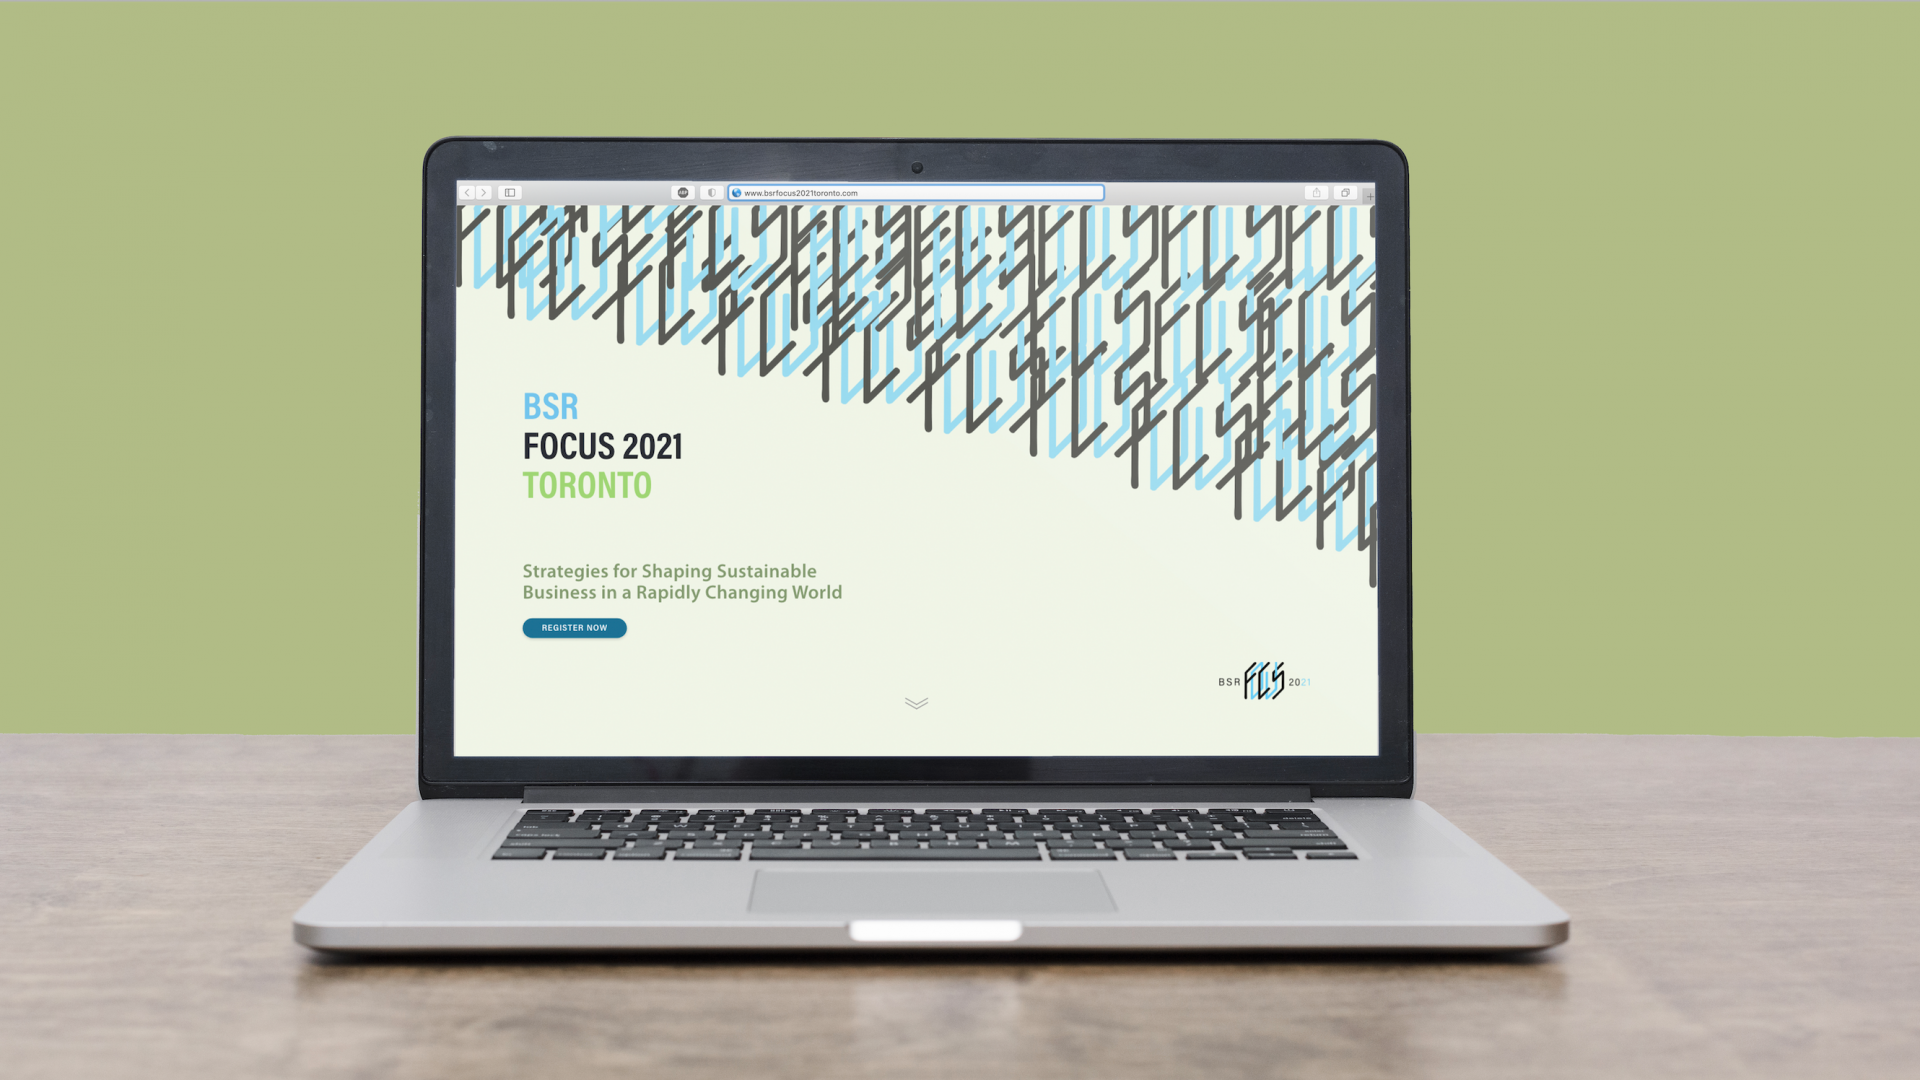 www.bsrfocus2021toronto.com
BSR
FOCUS 2021
TORONTO
Strategies for Shaping Sustainable
Business in a Rapidly Changing World
REGISTER NOW
BSR FOCUS 2021